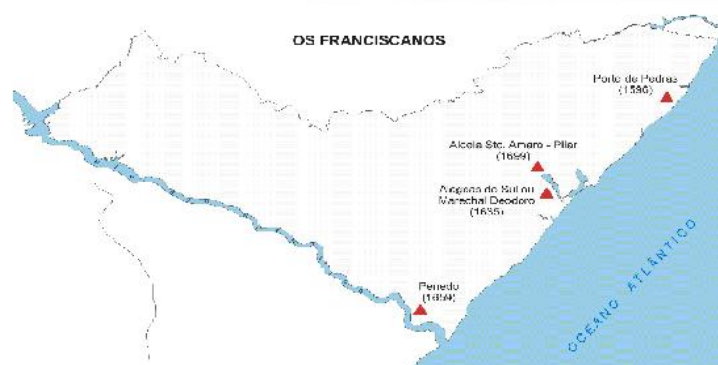 OS FRANCISCANOS
Porto de Pedras
(1596)
Aldeia Sto. Amaro - Pilar
(1699)
Alagoas do Sul ou
Marechal Deodoro
(1635)
Penedo
(1659)
OCEANO ATLÂNTICO